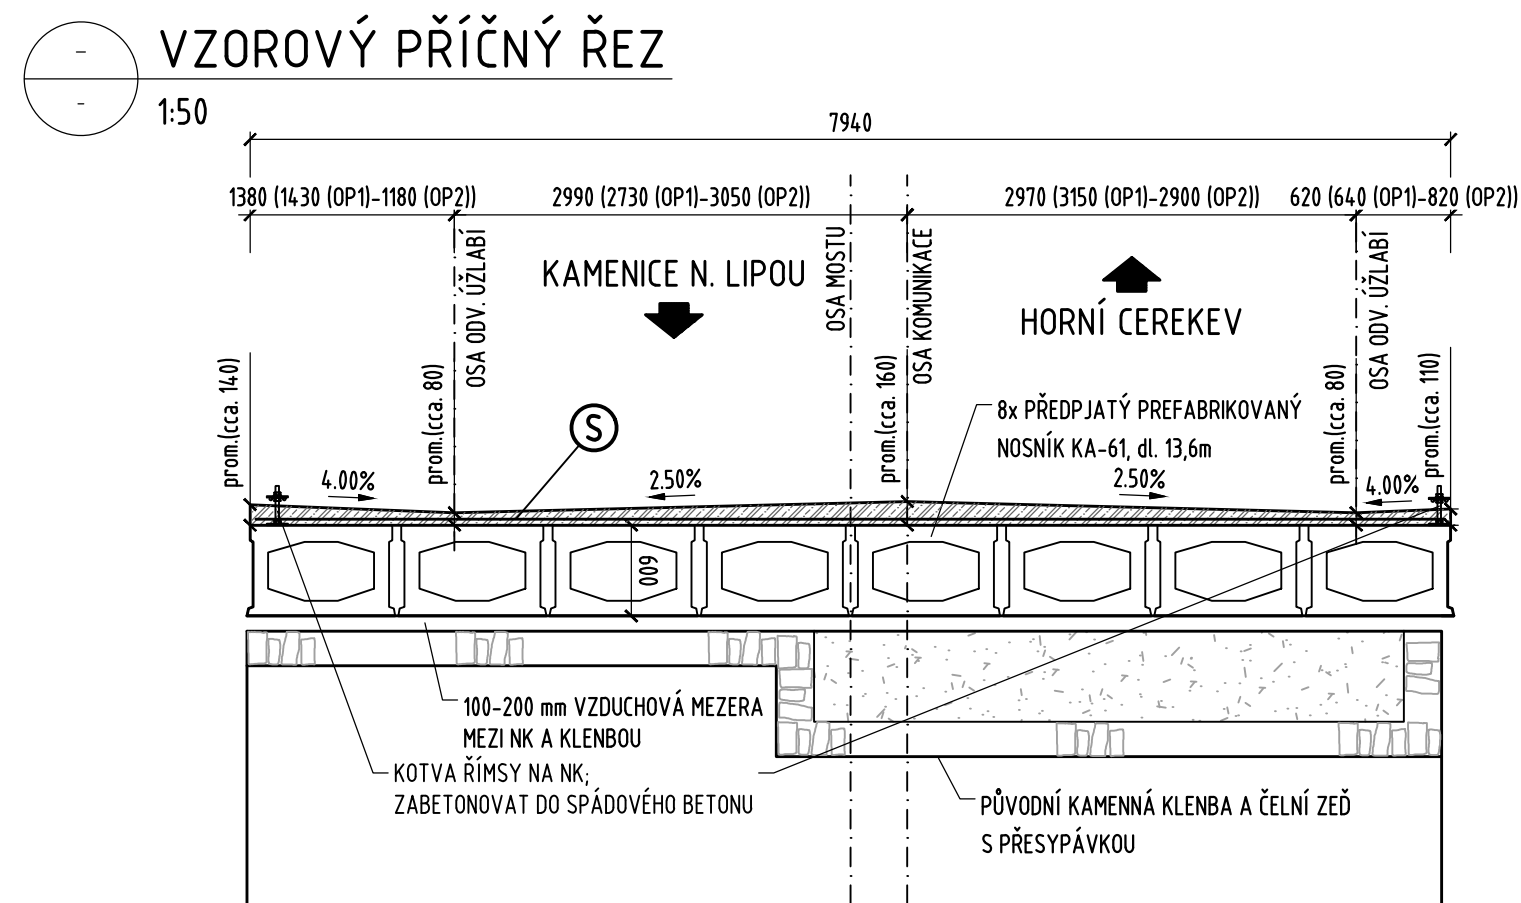 VZOROVÝ PŘÍČNÝ ŘEZ
1:50
7940
1380 (1430 (OP1)-1180 (OP2))
2990 (2730 (OP1)-3050 (OP2))
2970 (3150 (OP1)-2900 (OP2))
620 (640 (OP1)-820 (OP2))
OSA ODV. ÚŽLABÍ
KAMENICE N. LIPOU
OSA MOSTU
OSA KOMUNIKACE
HORNÍ CEREKEV
OSA ODV. ÚŽLABÍ
prom.(cca. 140)
prom.(cca. 80)
prom.(cca. 160)
prom.(cca. 80)
prom.(cca. 110)
8x PŘEDPJATÝ PREFABRIKOVANÝ
NOSNÍK KA-61, dl. 13,6m
S
4.00%
2.50%
2.50%
4.00%
600
100-200 mm VZDUCHOVÁ MEZERA
MEZI NK A KLENBOU
KOTVA ŘÍMSY NA NK;
ZABETONOVAT DO SPÁDOVÉHO BETONU
PŮVODNÍ KAMENNÁ KLENBA A ČELNÍ ZEĎ
S PŘESYPÁVKOU